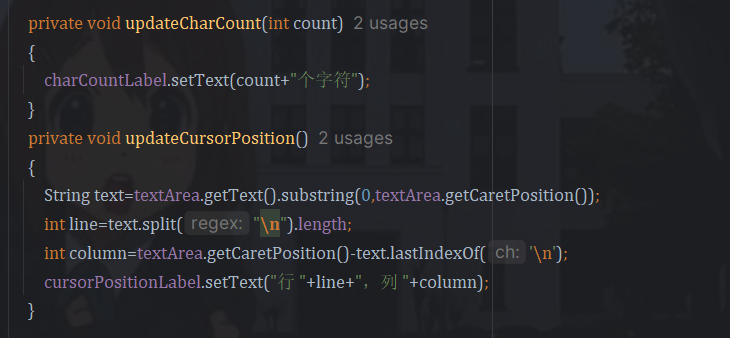 private void updateCharCount(int count) 2 usages
{
charCountLabel.setText(count+"个字符");
}
private void updateCursorPosition() 2 usages
{
String text=textArea.getText().substring(0,textArea.getCaretPosition());
int line=text.split( regex: "\n").length;
int column=textArea.getCaretPosition()-text.lastIndexOf( ch: '\n');
cursorPositionLabel.setText("行 "+line+"，列 "+column);
}